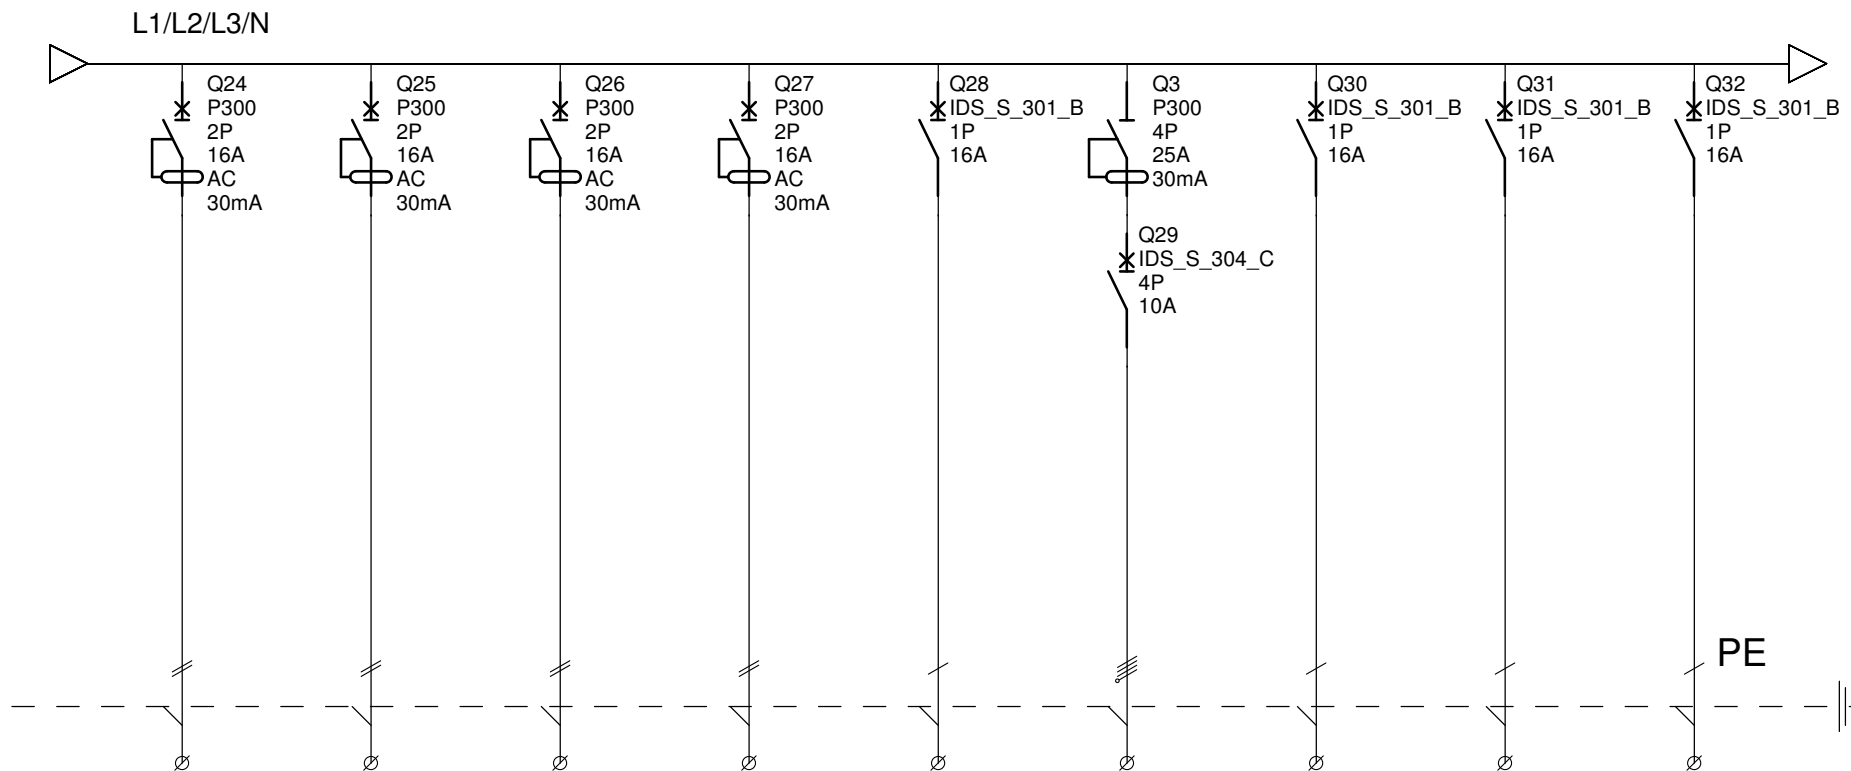 L1/L2/L3/N
Q24
P300
2P
16A
AC
30mA
Q25
P300
2P
16A
AC
30mA
Q26
P300
2P
16A
AC
30mA
Q27
P300
2P
16A
AC
30mA
Q28
IDS_S_301_B
1P
16A
Q3
P300
4P
25A
30mA
Q29
IDS_S_304_C
4P
10A
Q30
IDS_S_301_B
1P
16A
Q31
IDS_S_301_B
1P
16A
Q32
IDS_S_301_B
1P
16A
PE